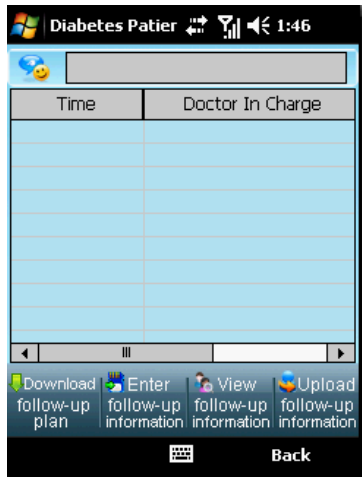 Diabetes Patier 1:46
Time Doctor In Charge
Download Enter View Upload
follow-up follow-up follow-up follow-up
plan information information information
Back